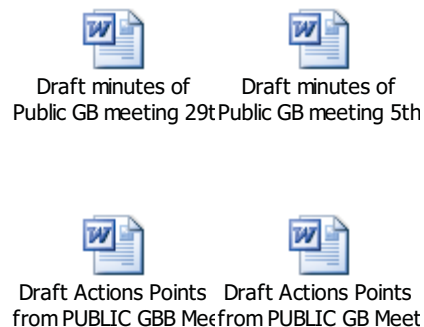 Draft minutes of
Public GB meeting 29t
Draft minutes of
Public GB meeting 5th
Draft Actions Points
from PUBLIC GBB Mee
Draft Actions Points
from PUBLIC GB Meet